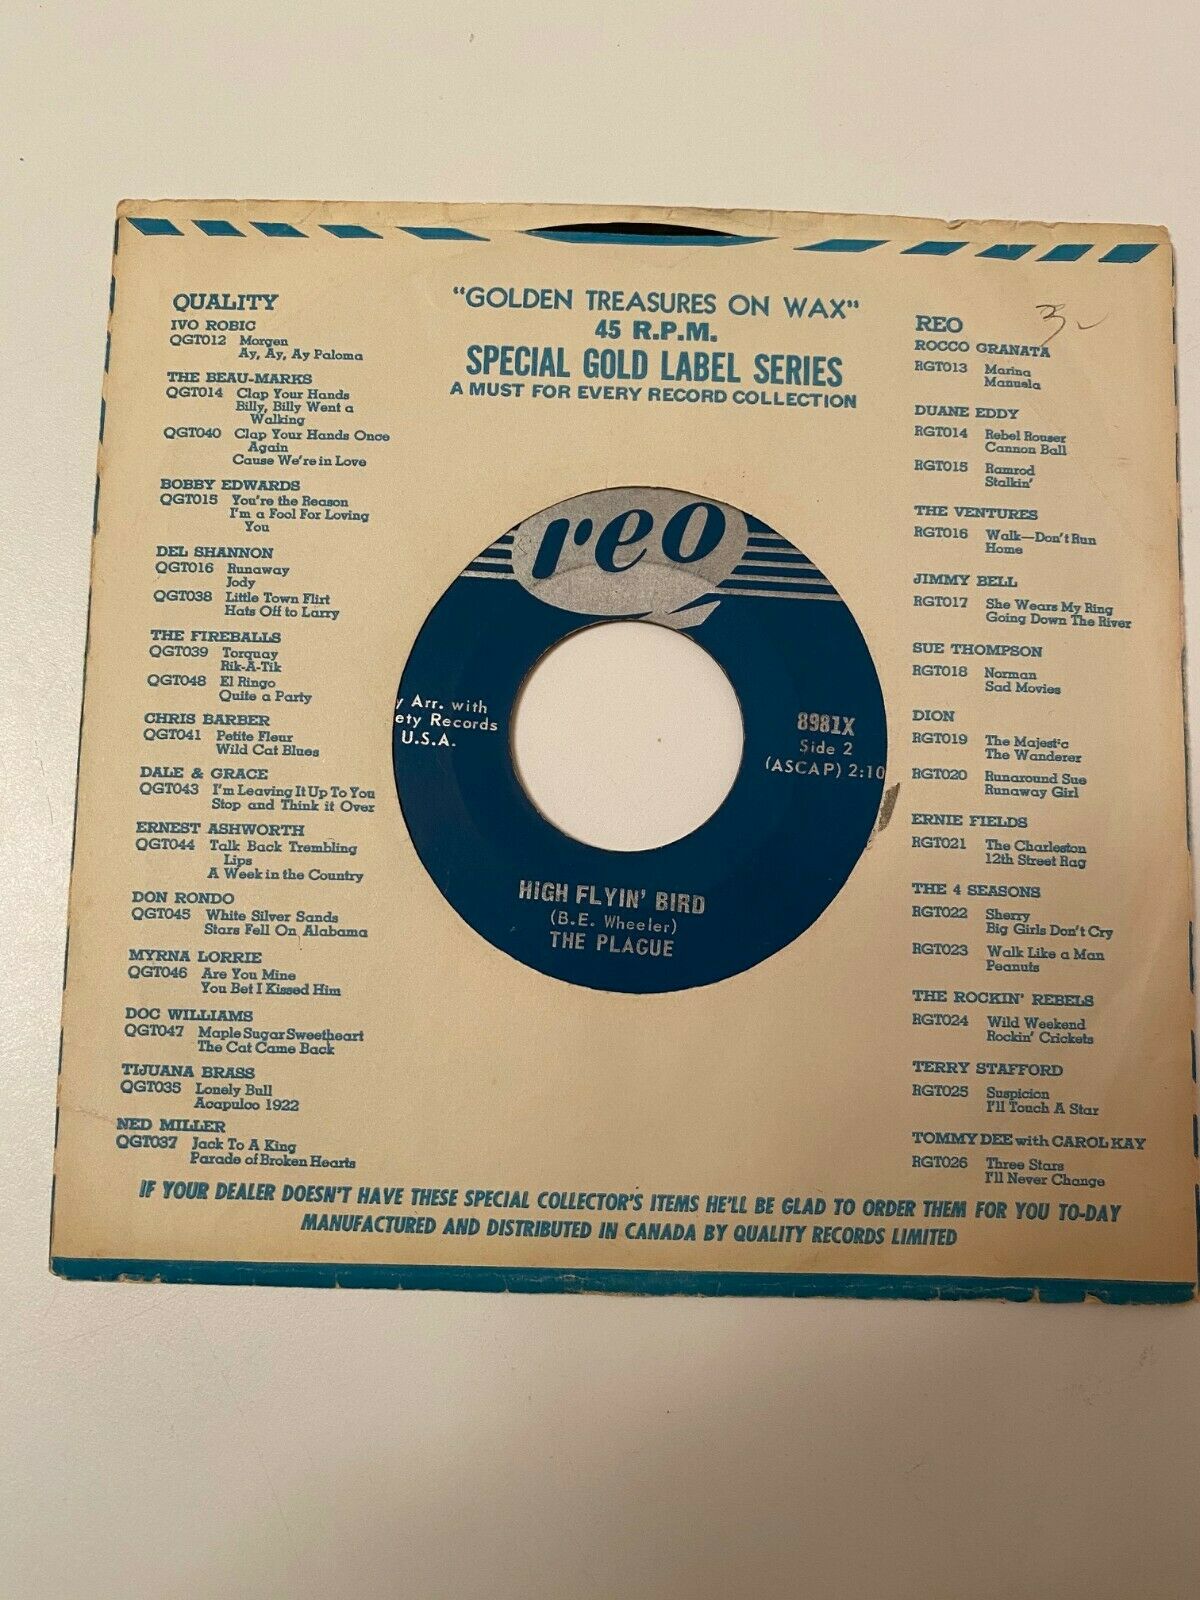 "GOLDEN TREASURES ON WAX"
45 R.P.M.
SPECIAL GOLD LABEL SERIES
A MUST FOR EVERY RECORD COLLECTION
QUALITY
IVO ROBIC
QGT012 Morgen
Ay, Ay, Ay Paloma
THE BEAU-MARKS
QGT014 Clap Your Hands
Billy, Billy Went a
Walking
QGT040 Clap Your Hands Once
Again
Cause We're in Love
BOBBY EDWARDS
QGT015 You're the Reason
I'm a Fool For Loving
You
DEL SHANNON
QGT016 Runaway
Jody
QGT038 Little Town Flirt
Hats Off to Larry
THE FIREBALLS
QGT039 Torquay
Rik-A-Tik
QGT048 El Ringo
Quite a Party
CHRIS BARBER
QGT041 Petite Fleur
Wild Cat Blues
DALE & GRACE
QGT043 I'm Leaving It Up To You
Stop and Think it Over
ERNEST ASHWORTH
QGT044 Talk Back Trembling
Lips
A Week in the Country
DON RONDO
QGT045 White Silver Sands
Stars Fell On Alabama
MYRNA LORRIE
QGT046 Are You Mine
You Bet I Kissed Him
DOC WILLIAMS
QGT047 Maple Sugar Sweetheart
The Cat Came Back
TIJUANA BRASS
QGT035 Lonely Bull
Acapulco 1922
NED MILLER
QGT037 Jack To A King
Parade of Broken Hearts
reo
y Arr. with
ety Records
U.S.A.
8981X
Side 2
(ASCAP) 2:10
HIGH FLYIN' BIRD
(B.E. Wheeler)
THE PLAGUE
REO
ROCCO GRANATA
RGT013 Marina
Manuela
DUANE EDDY
RGT014 Rebel Rouser
Cannon Ball
RGT015 Ramrod
Stalkin'
THE VENTURES
RGT016 Walk—Don't Run
Home
JIMMY BELL
RGT017 She Wears My Ring
Going Down The River
SUE THOMPSON
RGT018 Norman
Sad Movies
DION
RGT019 The Majestic
The Wanderer
RGT020 Runaround Sue
Runaway Girl
ERNIE FIELDS
RGT021 The Charleston
12th Street Rag
THE 4 SEASONS
RGT022 Sherry
Big Girls Don't Cry
RGT023 Walk Like a Man
Peanuts
THE ROCKIN' REBELS
RGT024 Wild Weekend
Rockin' Crickets
TERRY STAFFORD
RGT025 Suspicion
I'll Touch A Star
TOMMY DEE with CAROL KAY
RGT026 Three Stars
I'll Never Change
IF YOUR DEALER DOESN'T HAVE THESE SPECIAL COLLECTOR'S ITEMS HE'LL BE GLAD TO ORDER THEM FOR YOU TO-DAY
MANUFACTURED AND DISTRIBUTED IN CANADA BY QUALITY RECORDS LIMITED